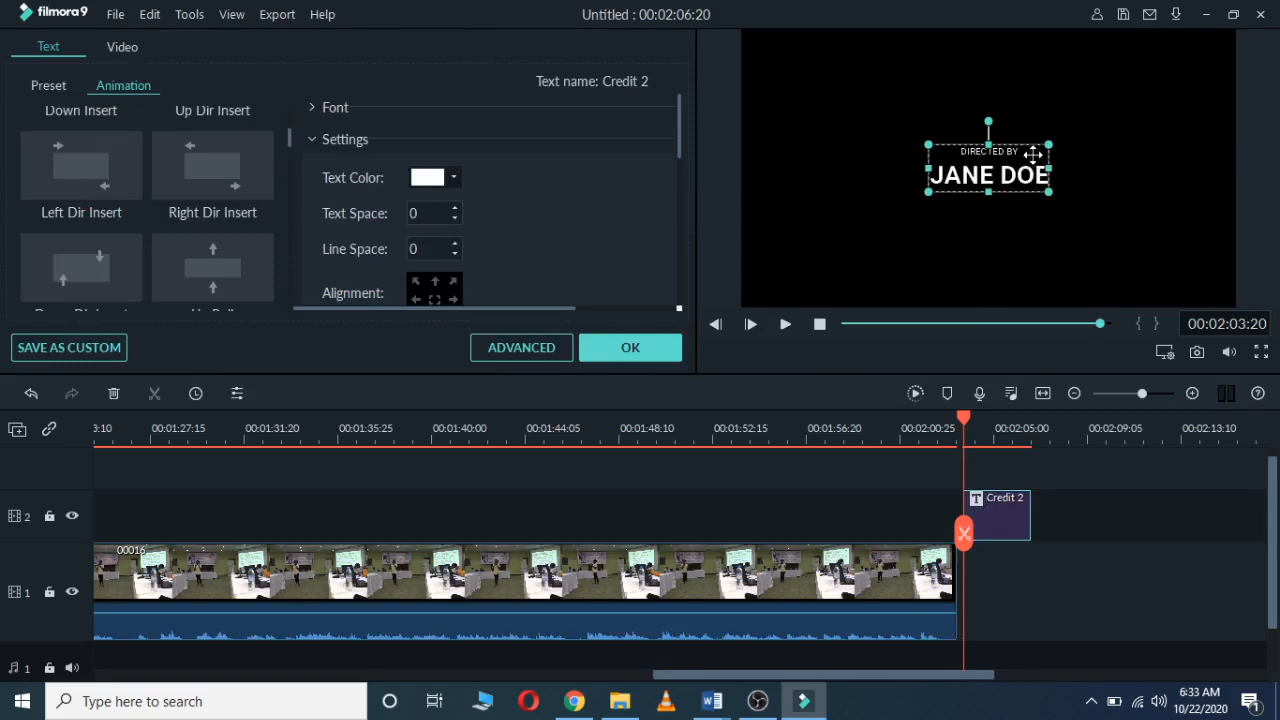 filmora9 File Edit Tools View Export Help Untitled : 00:02:06:20
Text Video
Preset Animation Text name: Credit 2
Down Insert Up Dir Insert
Font
Settings
Text Color:
Left Dir Insert Right Dir Insert
Text Space: 0
Line Space: 0
Alignment:
SAVE AS CUSTOM ADVANCED OK
DIRECTED BY
JANE DOE
{ } 00:02:03:20
3:10 00:01:27:15 00:01:31:20 00:01:35:25 00:01:40:00 00:01:44:05 00:01:48:10 00:01:52:15 00:01:56:20 00:02:00:25 00:02:05:00 00:02:09:05 00:02:13:10
2 T Credit 2
00016
1
1
Type here to search
6:33 AM
10/22/2020
1